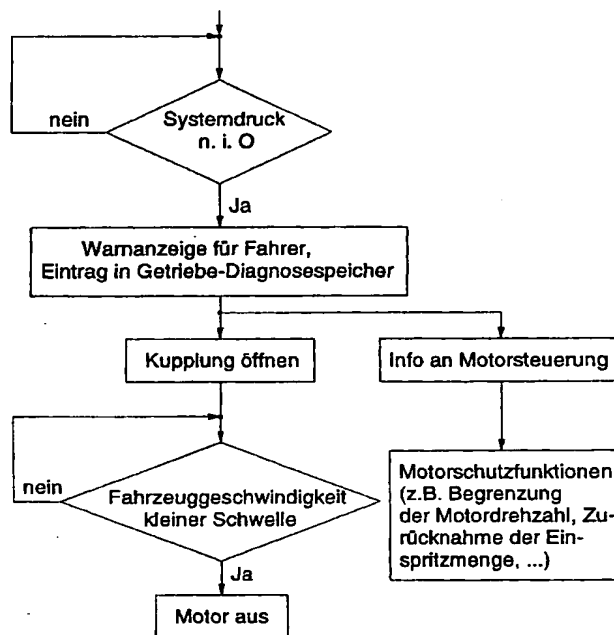 nein
Systemdruck
n. i. O
Ja
Warnanzeige für Fahrer,
Eintrag in Getriebe-Diagnosespeicher
Kupplung öffnen
Info an Motorsteuerung
nein
Fahrzeuggeschwindigkeit
kleiner Schwelle
Motorschutzfunktionen
(z.B. Begrenzung
der Motordrehzahl, Zu-
rücknahme der Ein-
spritzmenge, ...)
Ja
Motor aus